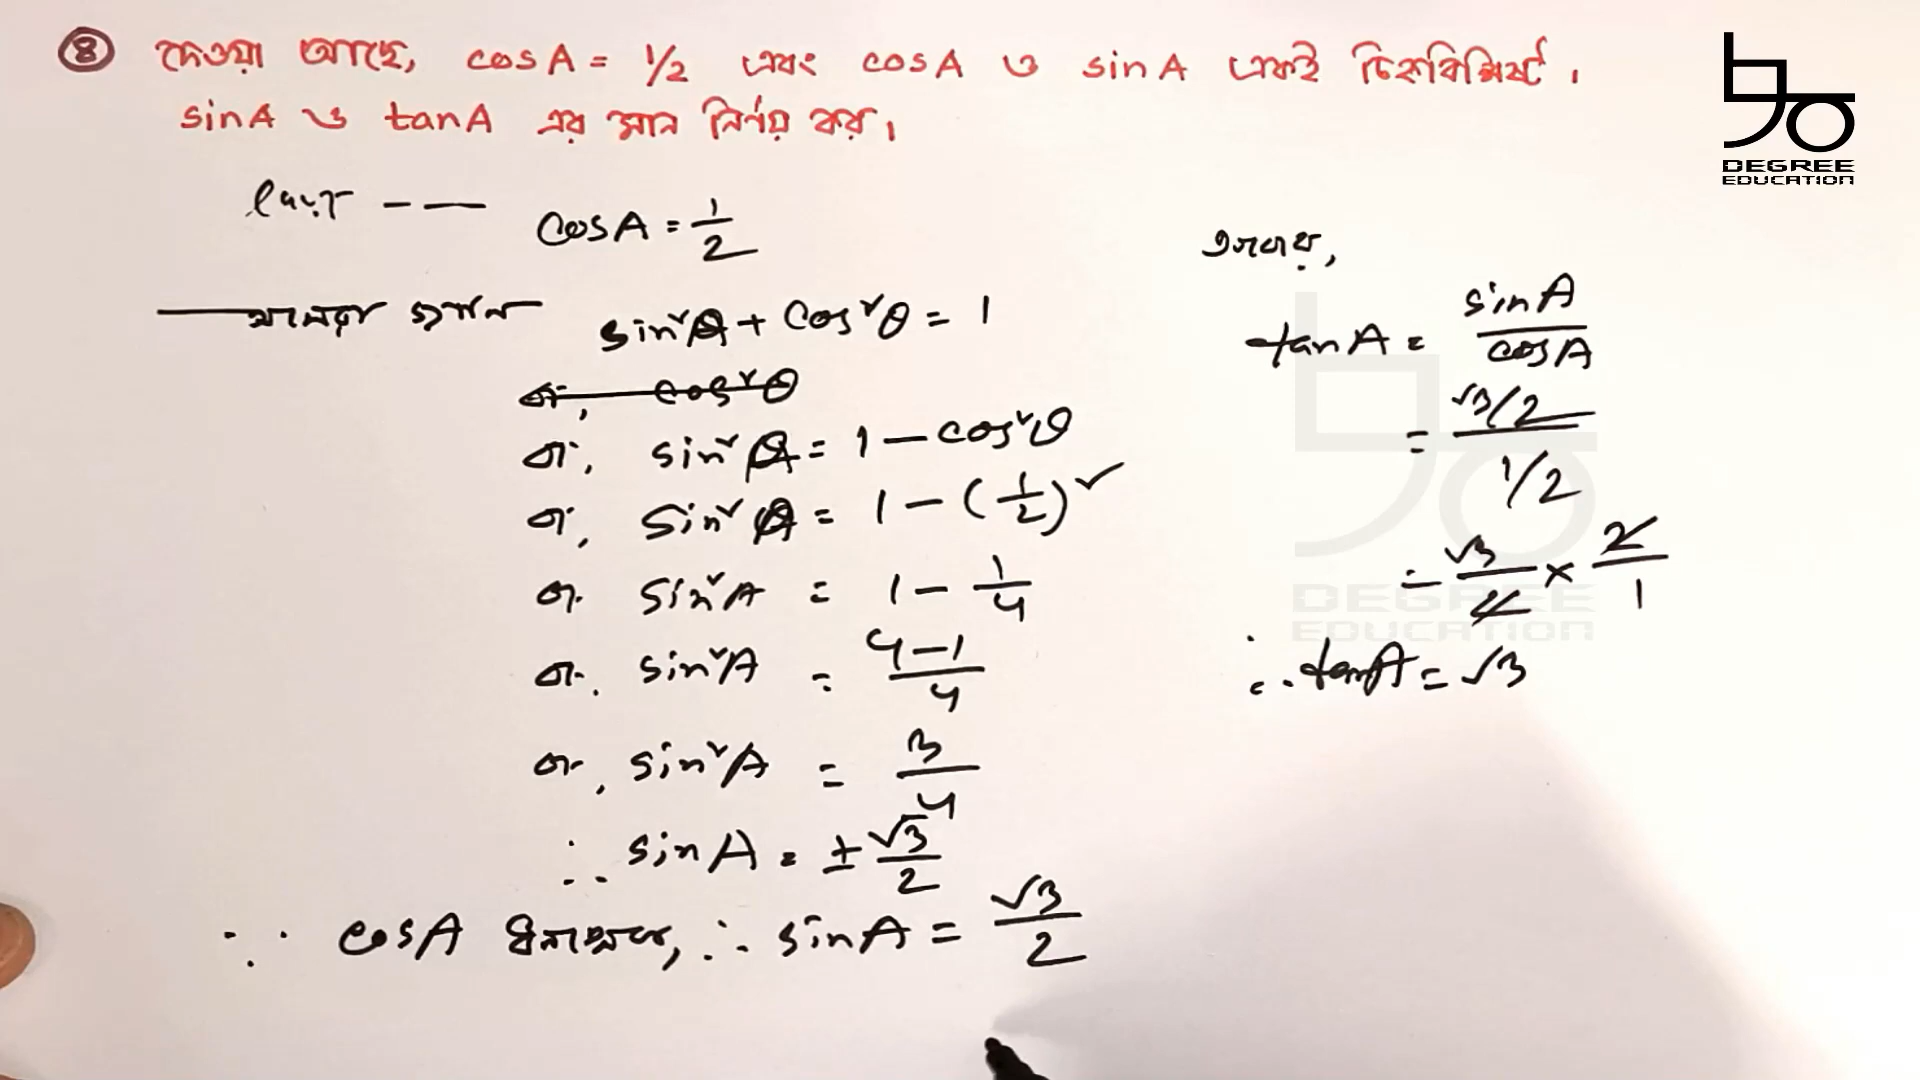 ৪ দেওয়া আছে, cosA = 1/2 এবং cosA ও sinA একই চিহ্নবিশিষ্ট।
sinA ও tanA এর মান নির্ণয় কর।
DEGREE
EDUCATION
cosA = 1/2
আমরা জানি sin²A + cos²θ = 1
বা, cos²θ
বা, sin²A = 1 - cos²θ
বা, sin²A = 1 - (1/2)²
বা, sin²A = 1 - 1/4
বা, sin²A = 4-1/4
বা, sin²A = 3/4
∴ sinA = ± √3/2
∵ cosA ধনাত্মক, ∴ sinA = √3/2
আবার,
tanA = sinA/cosA
= √3/2 / 1/2
= √3/2 × 2/1
∴ tanA = √3
DEGREE
EDUCATION